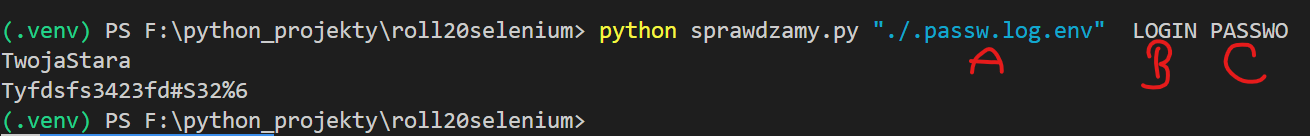 (.venv) PS F:\python_projekty\roll20selenium> python sprawdzamy.py "./.passw.log.env"  LOGIN PASSWO
A B C
TwojaStara
Tyfdsfs3423fd#S32%6
(.venv) PS F:\python_projekty\roll20selenium>